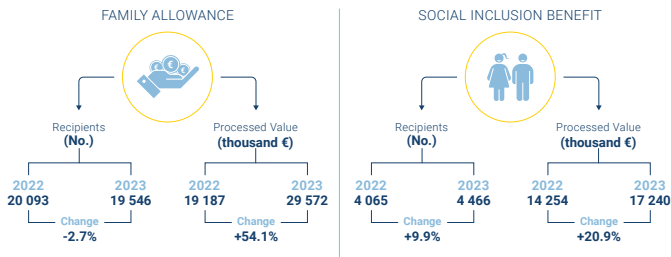 FAMILY ALLOWANCE
Recipients
(No.)
2022 2023
20 093 19 546
Change
-2.7%
Processed Value
(thousand €)
2022 2023
19 187 29 572
Change
+54.1%
SOCIAL INCLUSION BENEFIT
Recipients
(No.)
2022 2023
4 065 4 466
Change
+9.9%
Processed Value
(thousand €)
2022 2023
14 254 17 240
Change
+20.9%